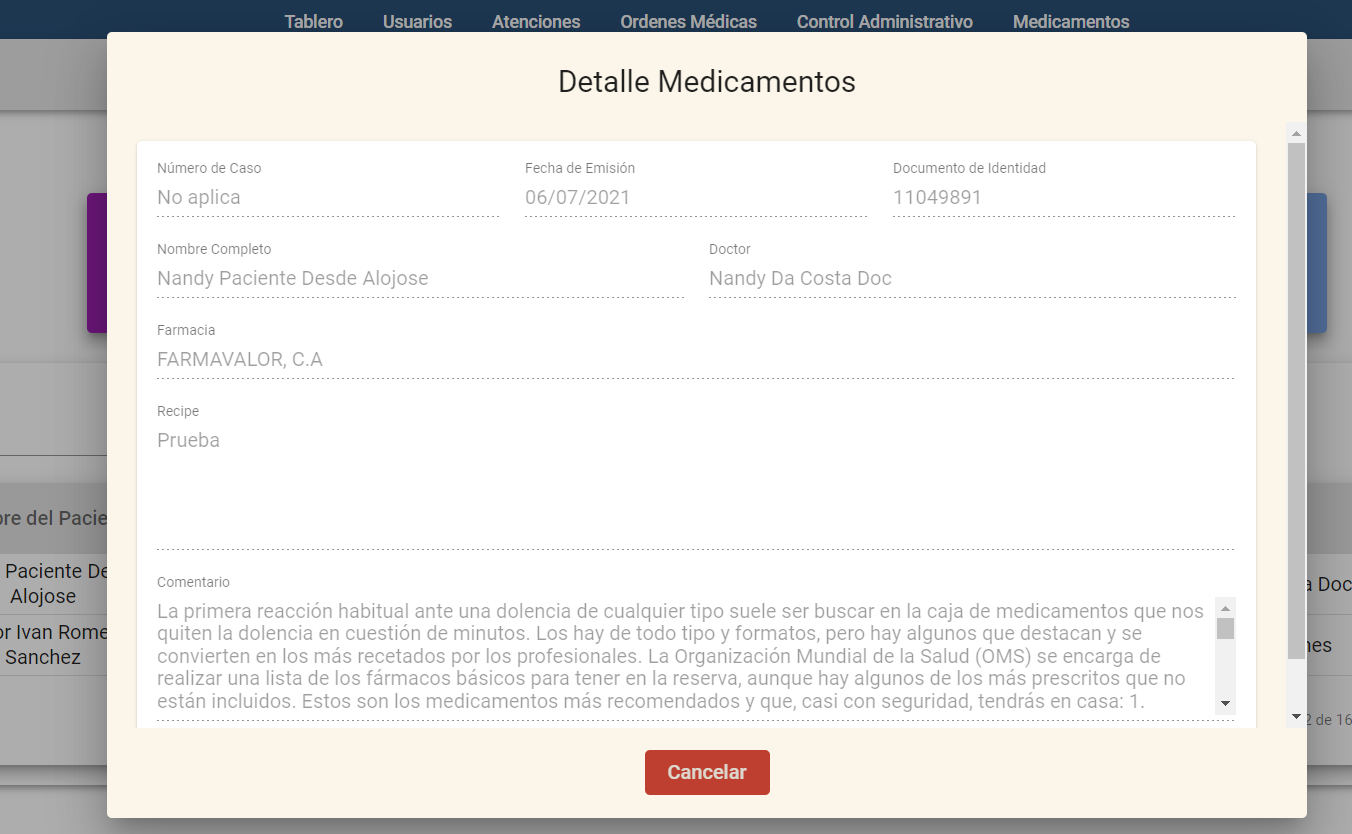 Tablero Usuarios Atenciones Ordenes Médicas Control Administrativo Medicamentos
Detalle Medicamentos
Número de Caso Fecha de Emisión Documento de Identidad
No aplica 06/07/2021 11049891
Nombre Completo Doctor
Nandy Paciente Desde Alojose Nandy Da Costa Doc
Farmacia
FARMAVALOR, C.A
Recipe
Prueba
Comentario
La primera reacción habitual ante una dolencia de cualquier tipo suele ser buscar en la caja de medicamentos que nos
quiten la dolencia en cuestión de minutos. Los hay de todo tipo y formatos, pero hay algunos que destacan y se
convierten en los más recetados por los profesionales. La Organización Mundial de la Salud (OMS) se encarga de
realizar una lista de los fármacos básicos para tener en la reserva, aunque hay algunos de los más prescritos que no
están incluidos. Estos son los medicamentos más recomendados y que, casi con seguridad, tendrás en casa: 1.
Cancelar
del
Paciente
Alojose
Ivan
Sanchez
Doc
2 de 16